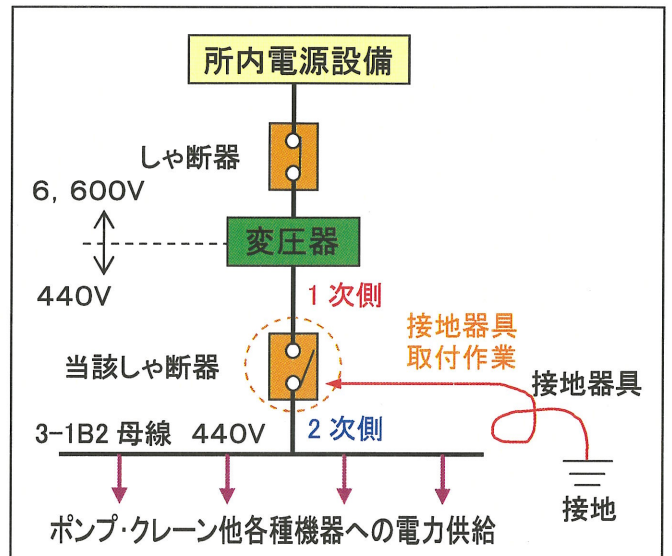 所内電源設備
しゃ断器
6，600V
変圧器
440V
1次側
接地器具
取付作業
当該しゃ断器
接地器具
3-1B2 母線 440V
2次側
接地
ポンプ・クレーン他各種機器への電力供給